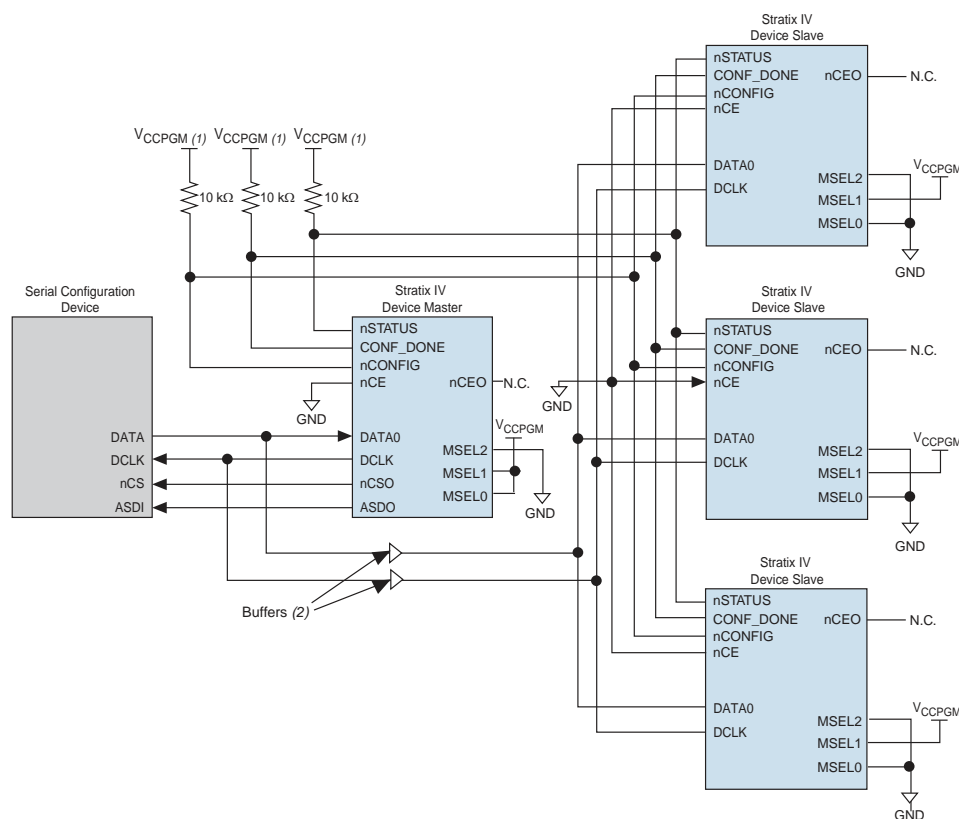 Stratix IV
Device Slave
nSTATUS
CONF_DONE
nCONFIG
nCE
nCEO
N.C.
DATA0
DCLK
MSEL2
MSEL1
MSEL0
VCCPGM
GND
VCCPGM (1)
VCCPGM (1)
VCCPGM (1)
10 kΩ
10 kΩ
10 kΩ
Serial Configuration
Device
DATA
DCLK
nCS
ASDI
Stratix IV
Device Master
nSTATUS
CONF_DONE
nCONFIG
nCE
nCEO
N.C.
GND
DATA0
DCLK
nCSO
ASDO
MSEL2
MSEL1
MSEL0
VCCPGM
GND
Stratix IV
Device Slave
nSTATUS
CONF_DONE
nCONFIG
nCE
nCEO
N.C.
GND
DATA0
DCLK
MSEL2
MSEL1
MSEL0
VCCPGM
GND
Buffers (2)
Stratix IV
Device Slave
nSTATUS
CONF_DONE
nCONFIG
nCE
nCEO
N.C.
DATA0
DCLK
MSEL2
MSEL1
MSEL0
VCCPGM
GND